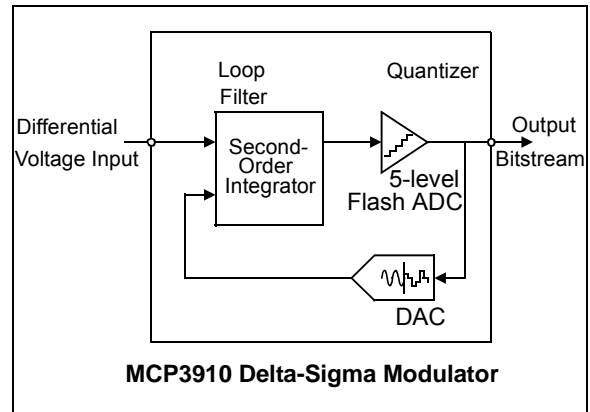 Loop
Filter
Quantizer
Differential
Voltage Input
Second-
Order
Integrator
5-level
Flash ADC
Output
Bitstream
DAC
MCP3910 Delta-Sigma Modulator